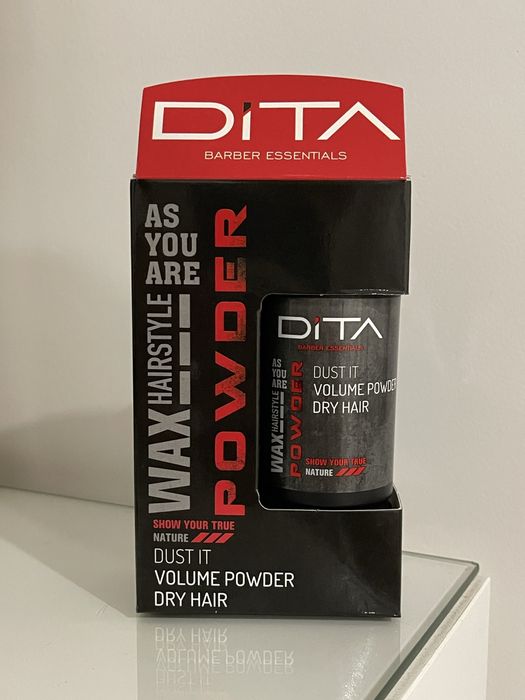 DiTA
BARBER ESSENTIALS
AS
YOU
ARE
WAX HAIRSTYLE
POWDER
SHOW YOUR TRUE
NATURE
DUST IT
VOLUME POWDER
DRY HAIR
DiTA
BARBER ESSENTIALS
AS
YOU
ARE
WAX HAIRSTYLE
POWDER
DUST IT
VOLUME POWDER
DRY HAIR
SHOW YOUR TRUE
NATURE